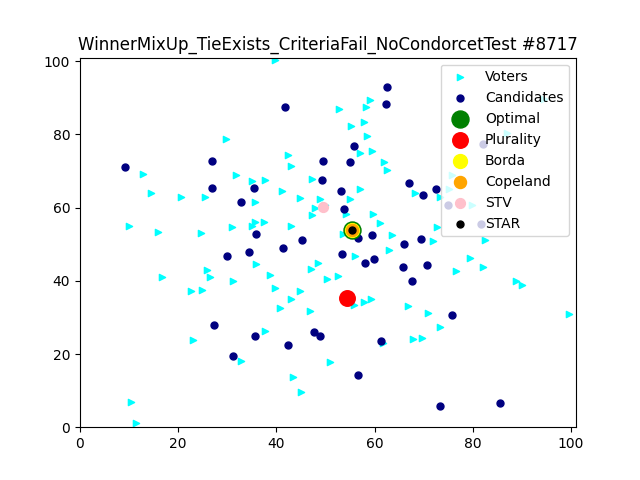 WinnerMixUp_TieExists_CriteriaFail_NoCondorcetTest #8717
100
80
60
40
20
0
0 20 40 60 80 100
Voters
Candidates
Optimal
Plurality
Borda
Copeland
STV
STAR